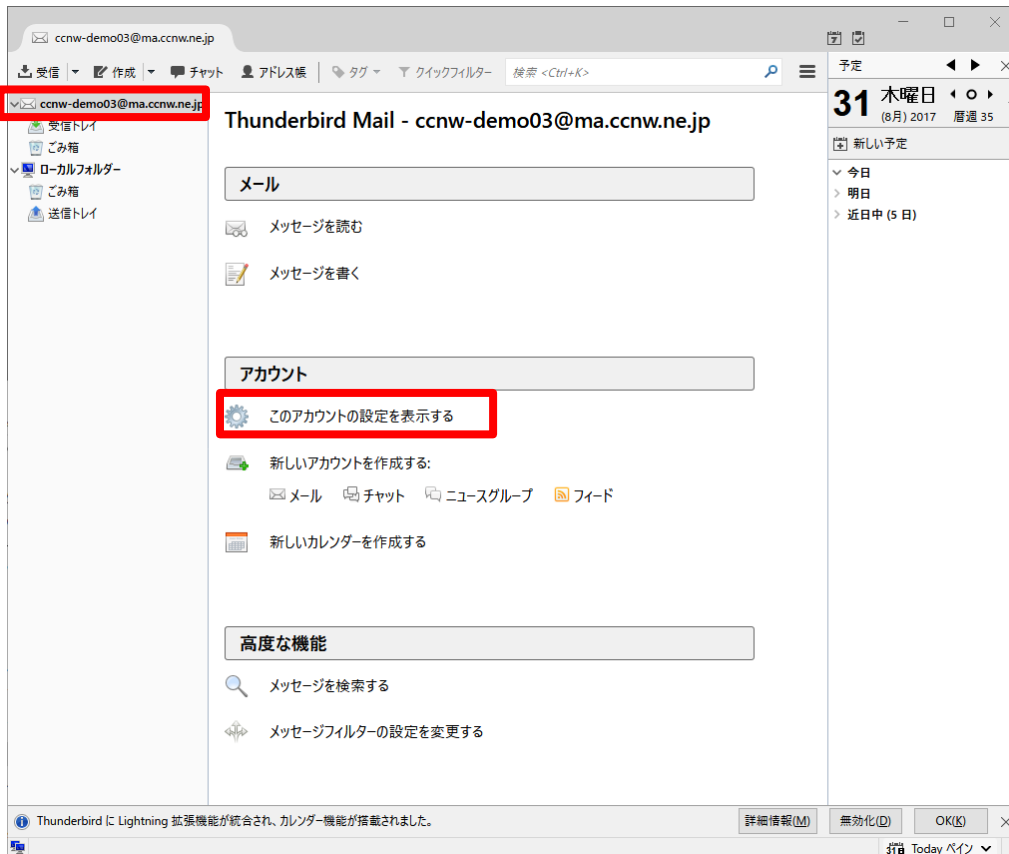 ccnw-demo03@ma.ccnw.ne.jp
受信 作成 チャット アドレス帳 タグ クイックフィルター 検索 <Ctrl+K>
ccnw-demo03@ma.ccnw.ne.jp
受信トレイ
ごみ箱
ローカルフォルダー
ごみ箱
送信トレイ
Thunderbird Mail - ccnw-demo03@ma.ccnw.ne.jp
メール
メッセージを読む
メッセージを書く
アカウント
このアカウントの設定を表示する
新しいアカウントを作成する:
メール チャット ニュースグループ フィード
新しいカレンダーを作成する
高度な機能
メッセージを検索する
メッセージフィルターの設定を変更する
予定
31 木曜日
(8月) 2017 暦週 35
新しい予定
今日
明日
近日中 (5 日)
Thunderbird に Lightning 拡張機能が統合され、カレンダー機能が搭載されました。 詳細情報(M) 無効化(D) OK(K)
31日 Today ペイン